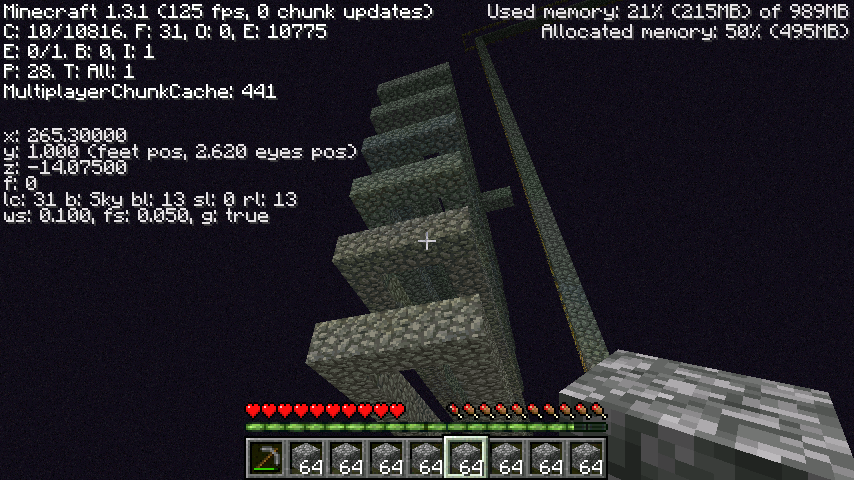 Minecraft 1.3.1 (125 fps, 0 chunk updates)
C: 10/10816. F: 31, O: 0, E: 10775
E: 0/1. B: 0, I: 1
P: 28. T: All: 1
MultiplayerChunkCache: 441
Used memory: 21% (215MB) of 989MB
Allocated memory: 50% (495MB)
x: 265.30000
y: 1.000 (feet pos, 2.620 eyes pos)
z: -14.07500
f: 0
lc: 31 b: Sky bl: 13 sl: 0 rl: 13
ws: 0.100, fs: 0.050, g: true
64 64 64 64 64 64 64 64